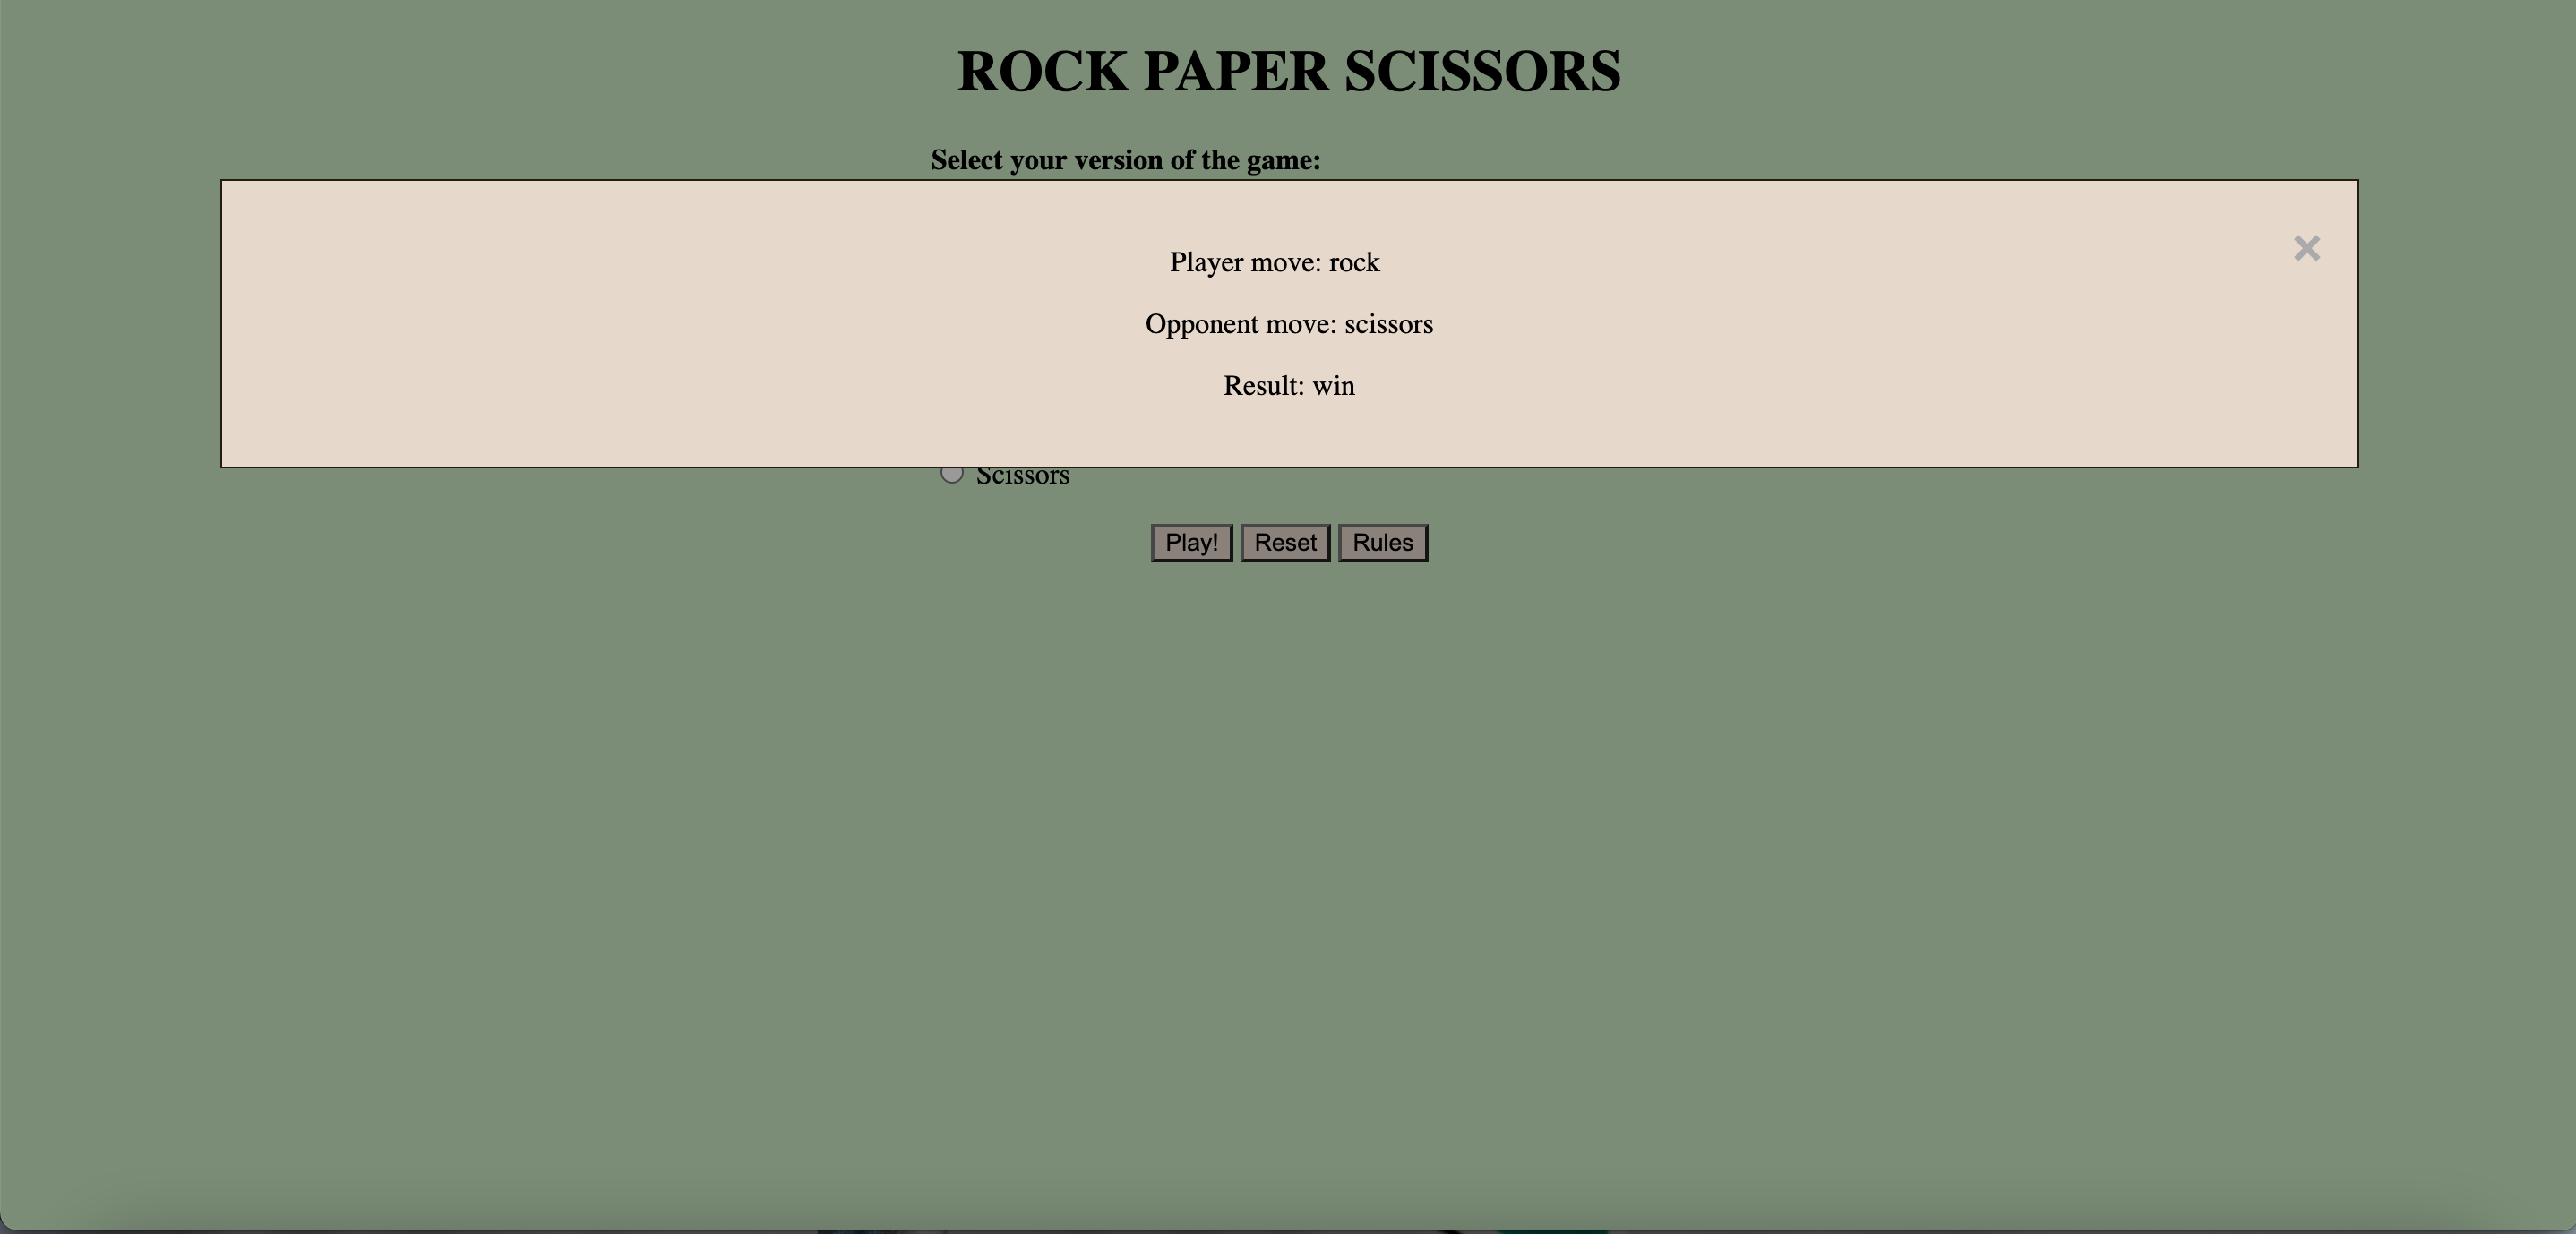 ROCK PAPER SCISSORS
Select your version of the game:
×
Player move: rock
Opponent move: scissors
Result: win
Scissors
Play! Reset Rules